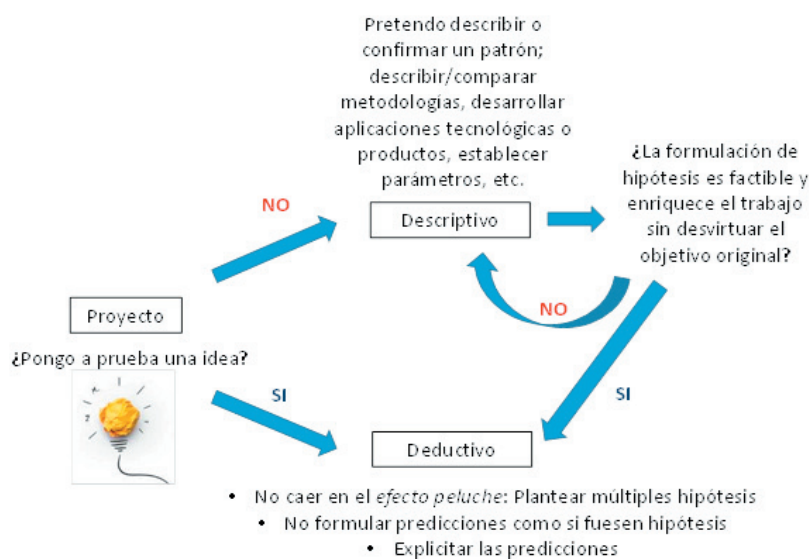 Pretendo describir o
confirmar un patrón;
describir/comparar
metodologías, desarrollar
aplicaciones tecnológicas o
productos, establecer
parámetros, etc.
¿La formulación de
hipótesis es factible y
enriquece el trabajo
sin desvirtuar el
objetivo original?
NO
Descriptivo
NO
Proyecto
¿Pongo a prueba una idea?
SI
SI
Deductivo
• No caer en el efecto peluche: Plantear múltiples hipótesis
• No formular predicciones como si fuesen hipótesis
• Explicitar las predicciones